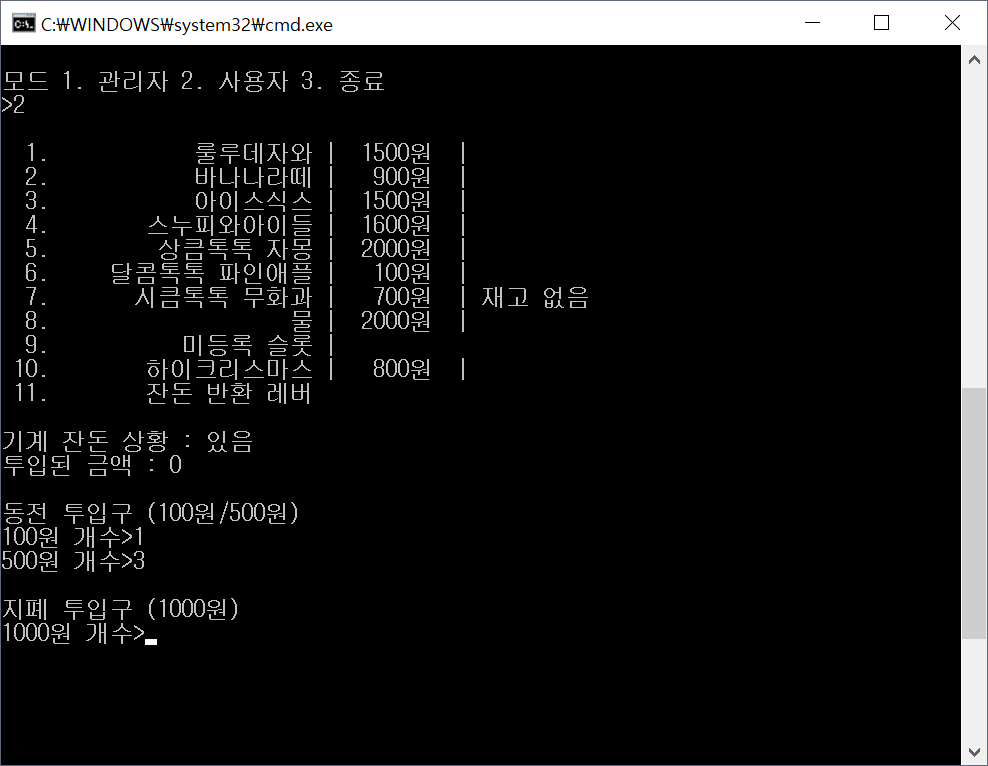 C:\WINDOWS\system32\cmd.exe
모드 1. 관리자 2. 사용자 3. 종료
>2
1. 룰루데자와 | 1500원 |
2. 바나나라떼 | 900원 |
3. 아이스식스 | 1500원 |
4. 스누피와아이들 | 1600원 |
5. 상큼톡톡 자몽 | 2000원 |
6. 달콤톡톡 파인애플 | 100원 |
7. 시큼톡톡 무화과 | 700원 | 재고 없음
8. 물 | 2000원 |
9. 미등록 슬롯 |
10. 하이크리스마스 | 800원 |
11. 잔돈 반환 레버
기계 잔돈 상황 : 있음
투입된 금액 : 0
동전 투입구 (100원/500원)
100원 개수>1
500원 개수>3
지폐 투입구 (1000원)
1000원 개수>